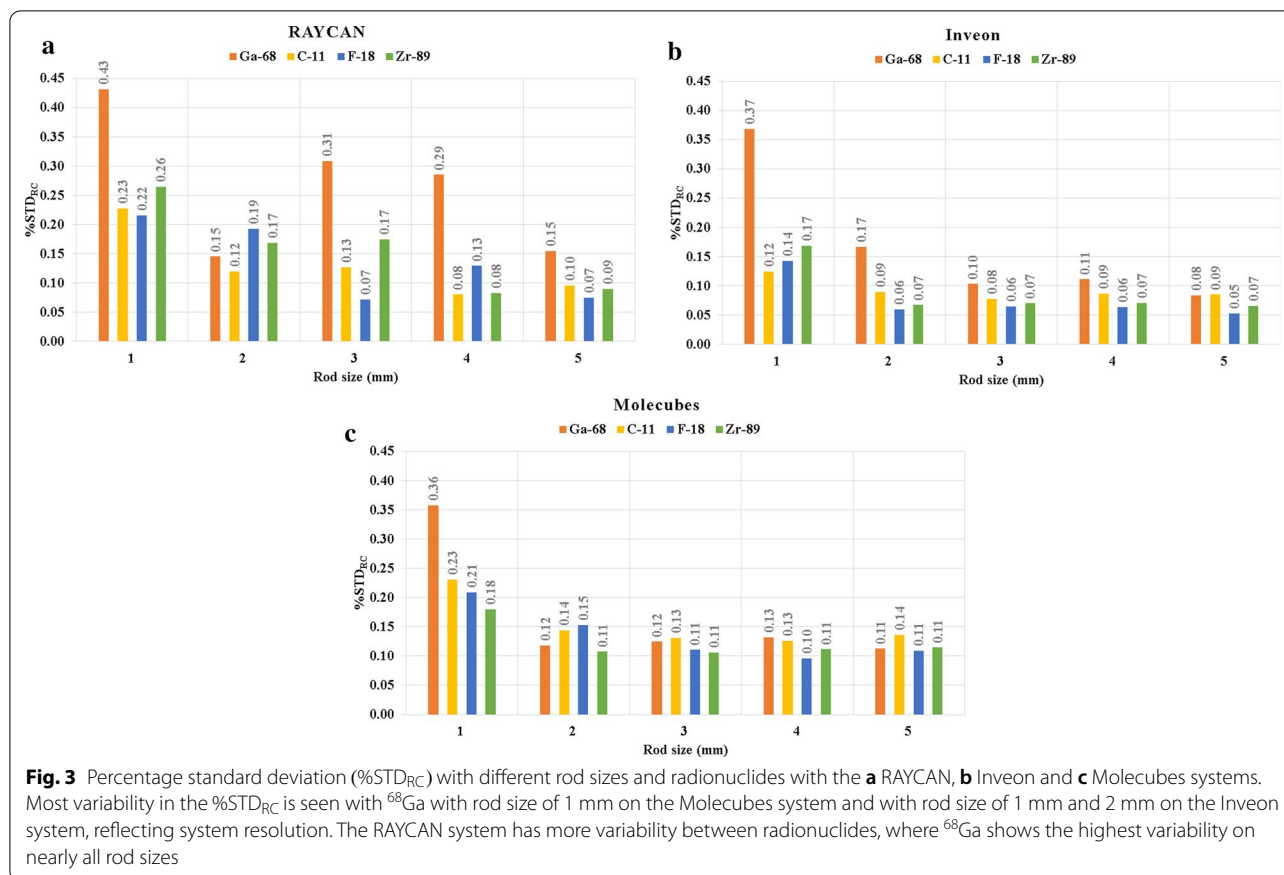 a
RAYCAN
Ga-68 C-11 F-18 Zr-89
%STDRC
0.45
0.40
0.35
0.30
0.25
0.20
0.15
0.10
0.05
0.00
0.43 0.23 0.22 0.26
0.15 0.12 0.19 0.17
0.31 0.13 0.07 0.17
0.29 0.08 0.13 0.08
0.15 0.10 0.07 0.09
1 2 3 4 5
Rod size (mm)
b
Inveon
Ga-68 C-11 F-18 Zr-89
%STDRC
0.45
0.40
0.35
0.30
0.25
0.20
0.15
0.10
0.05
0.00
0.37 0.12 0.14 0.17
0.17 0.09 0.06 0.07
0.10 0.08 0.06 0.07
0.11 0.09 0.06 0.07
0.08 0.09 0.05 0.07
1 2 3 4 5
Rod size (mm)
c
Molecubes
Ga-68 C-11 F-18 Zr-89
%STDRC
0.45
0.40
0.35
0.30
0.25
0.20
0.15
0.10
0.05
0.00
0.36 0.23 0.21 0.18
0.12 0.14 0.15 0.11
0.12 0.13 0.11 0.11
0.13 0.13 0.10 0.11
0.11 0.14 0.11 0.11
1 2 3 4 5
Rod size (mm)
Fig. 3 Percentage standard deviation (%STDRC) with different rod sizes and radionuclides with the a RAYCAN, b Inveon and c Molecubes systems.
Most variability in the %STDRC is seen with 68Ga with rod size of 1 mm on the Molecubes system and with rod size of 1 mm and 2 mm on the Inveon
system, reflecting system resolution. The RAYCAN system has more variability between radionuclides, where 68Ga shows the highest variability on
nearly all rod sizes